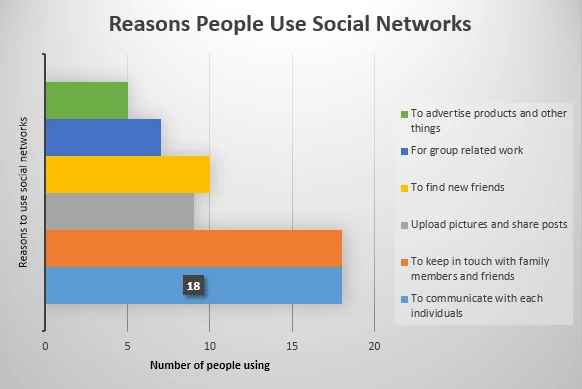 Reasons People Use Social Networks
Reasons to use social networks
18
0 5 10 15 20
Number of people using
To advertise products and other
things
For group related work
To find new friends
Upload pictures and share posts
To keep in touch with family
members and friends
To communicate with each
individuals